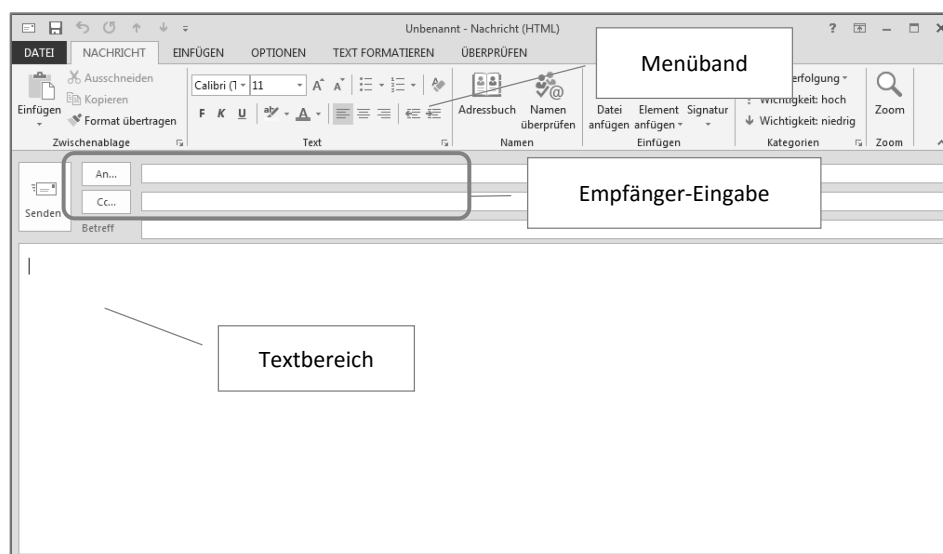 Unbenannt - Nachricht (HTML)
DATEI NACHRICHT EINFÜGEN OPTIONEN TEXT FORMATIEREN ÜBERPRÜFEN
Menüband
Einfügen
Ausschneiden
Kopieren
Format übertragen
Zwischenablage
Calibri (T 11
F K U
Text
Adressbuch
Namen
überprüfen
Namen
Datei
anfügen
Element
anfügen
Signatur
Einfügen
erfolgung
Wichtigkeit: hoch
Wichtigkeit: niedrig
Kategorien
Zoom
Zoom
Senden
An...
Cc...
Betreff
Empfänger-Eingabe
Textbereich